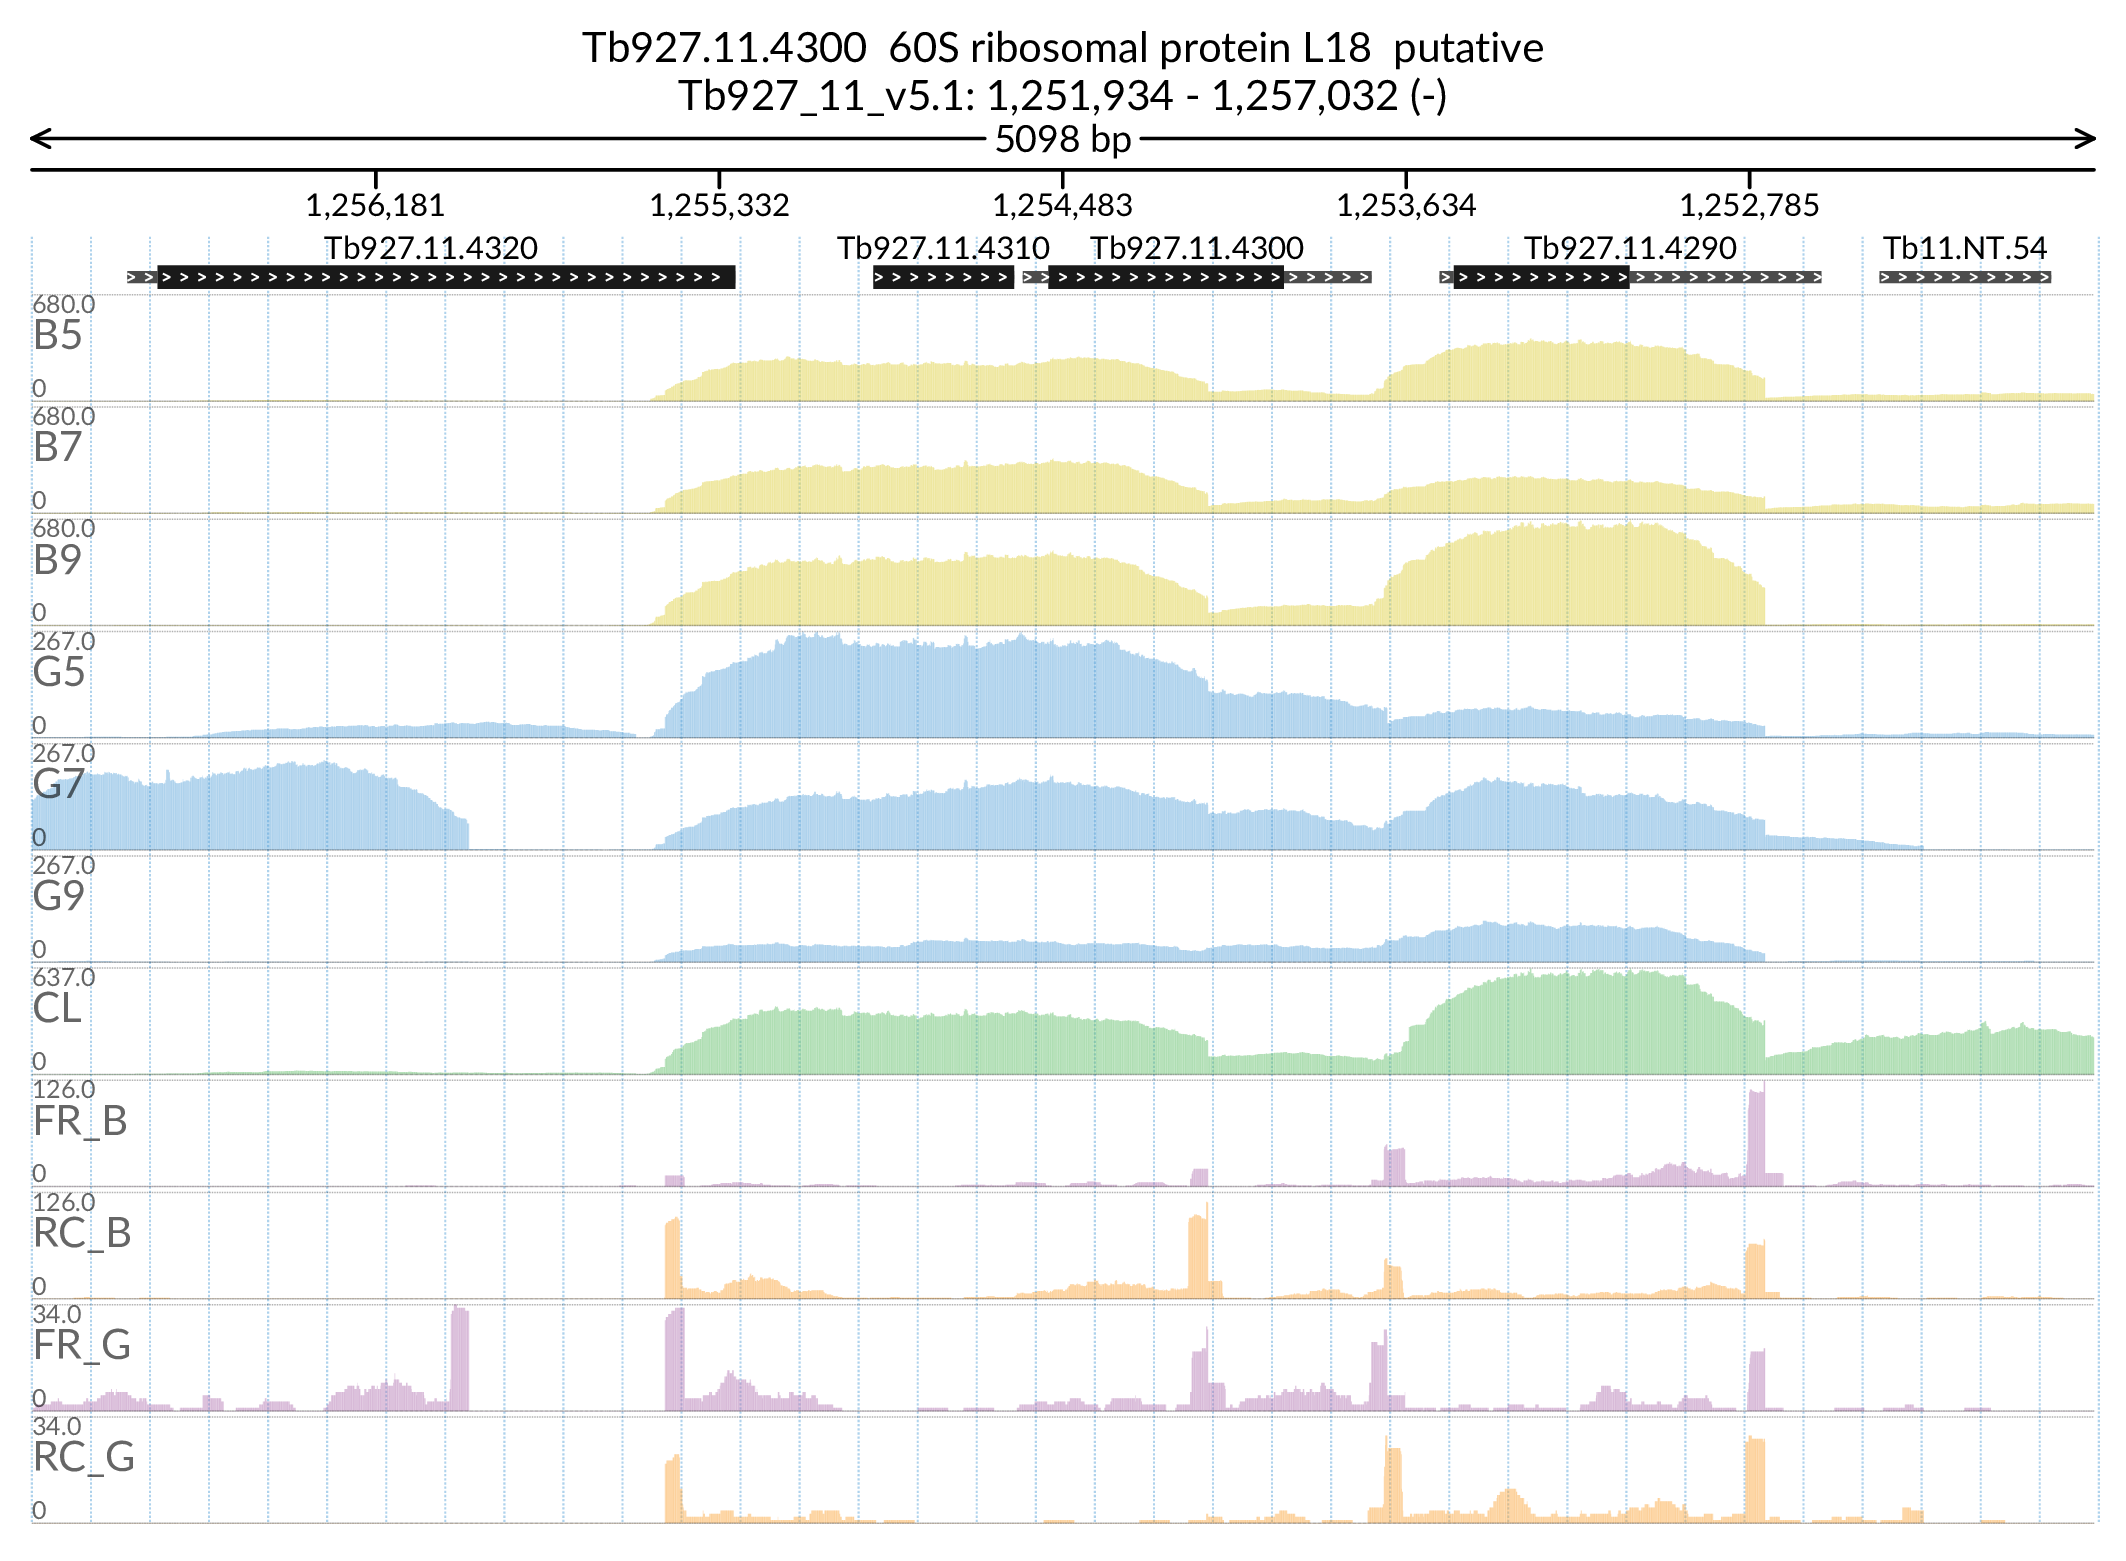 Tb927.11.4300  60S ribosomal protein L18  putative
Tb927_11_v5.1: 1,251,934 - 1,257,032 (-)
5098 bp
1,256,181 1,255,332 1,254,483 1,253,634 1,252,785
Tb927.11.4320 Tb927.11.4310 Tb927.11.4300 Tb927.11.4290 Tb11.NT.54
680.0
B5
0
680.0
B7
0
680.0
B9
0
267.0
G5
0
267.0
G7
0
267.0
G9
0
637.0
CL
0
126.0
FR_B
0
126.0
RC_B
0
34.0
FR_G
0
34.0
RC_G
0